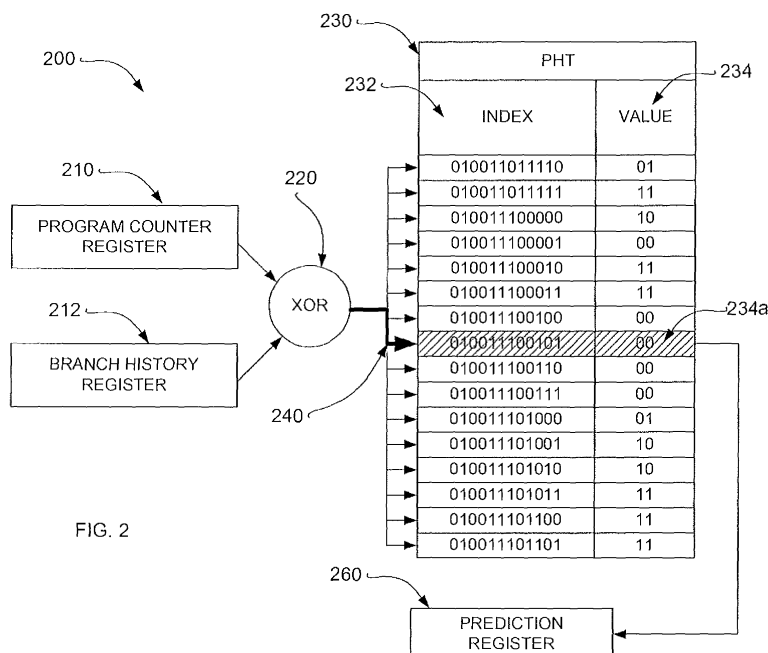 230
PHT
200
232
234
INDEX
VALUE
210
220
010011011110 01
010011011111 11
PROGRAM COUNTER
REGISTER
010011100000 10
010011100001 00
010011100010 11
XOR
010011100011 11
212
010011100100 00
234a
010011100101 00
BRANCH HISTORY
REGISTER
010011100110 00
240
010011100111 00
010011101000 01
010011101001 10
010011101010 10
010011101011 11
FIG. 2
010011101100 11
010011101101 11
260
PREDICTION
REGISTER